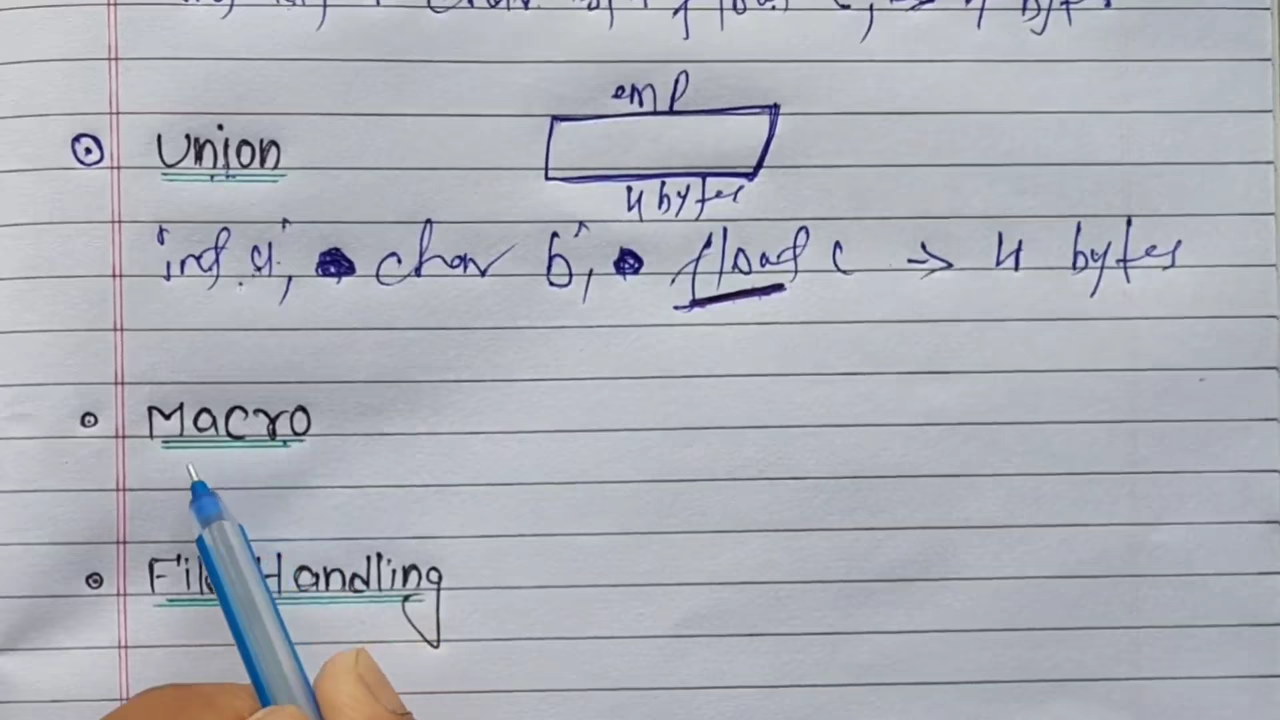 emp
Union
4 bytes
int a; char b; float c → 4 bytes
Macro
File Handling